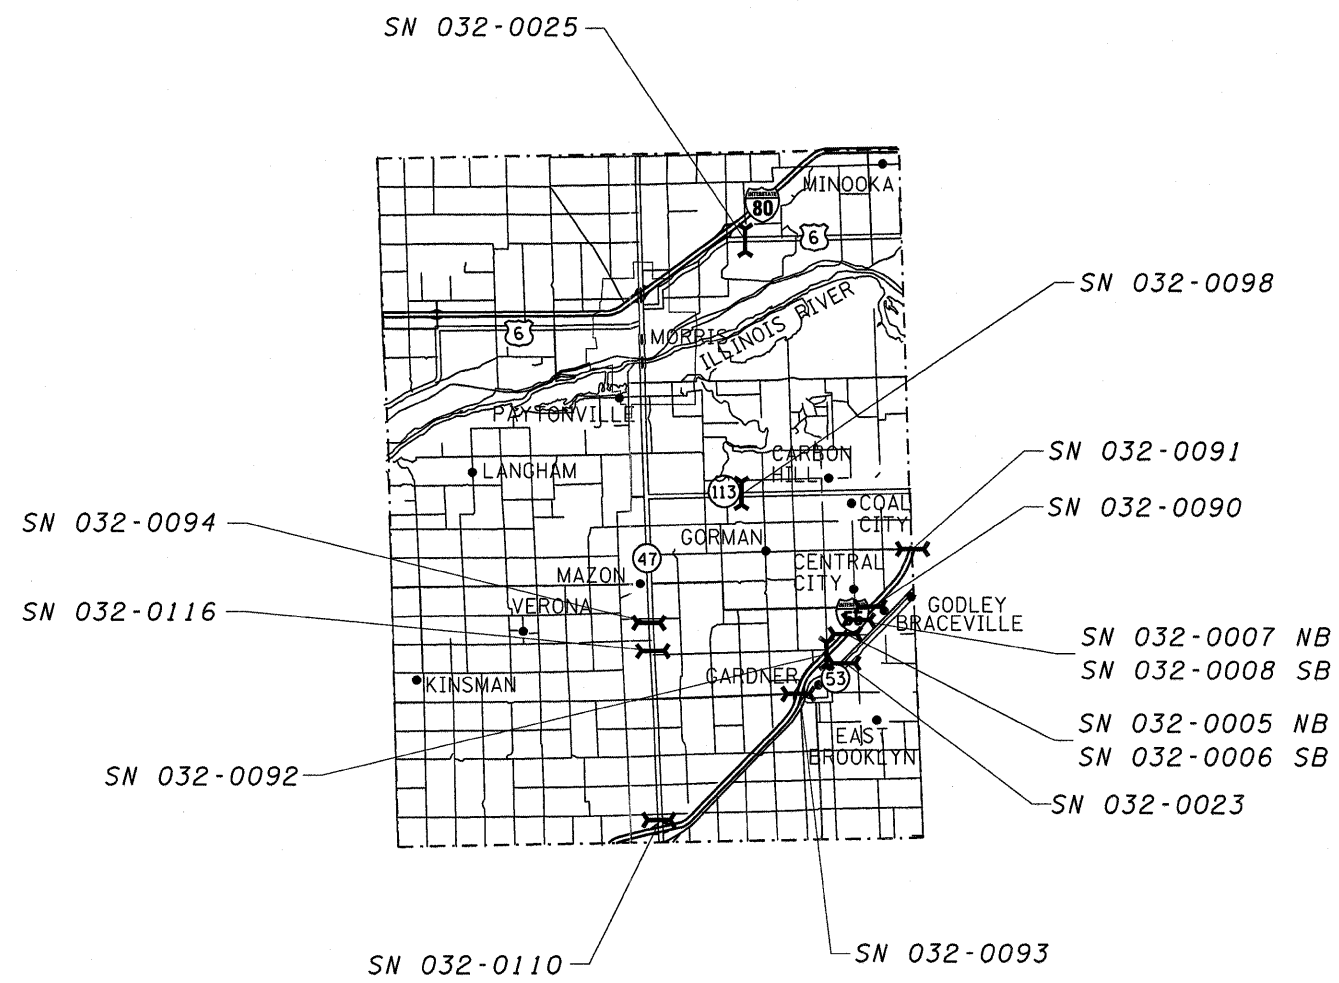 SN 032-0025
MINOOKA
INTERSTATE
80
6
SN 032-0098
ILLINOIS RIVER
6
MORRIS
PAYTONVILLE
CARBON
HILL
SN 032-0091
LANGHAM
113
COAL
CITY
SN 032-0090
SN 032-0094
GORMAN
47
CENTRAL
CITY
MAZON
VERONA
SN 032-0116
55
GODLEY
BRACEVILLE
SN 032-0007 NB
SN 032-0008 SB
GARDNER
53
KINSMAN
SN 032-0005 NB
SN 032-0006 SB
EAST
BROOKLYN
SN 032-0092
SN 032-0023
SN 032-0093
SN 032-0110